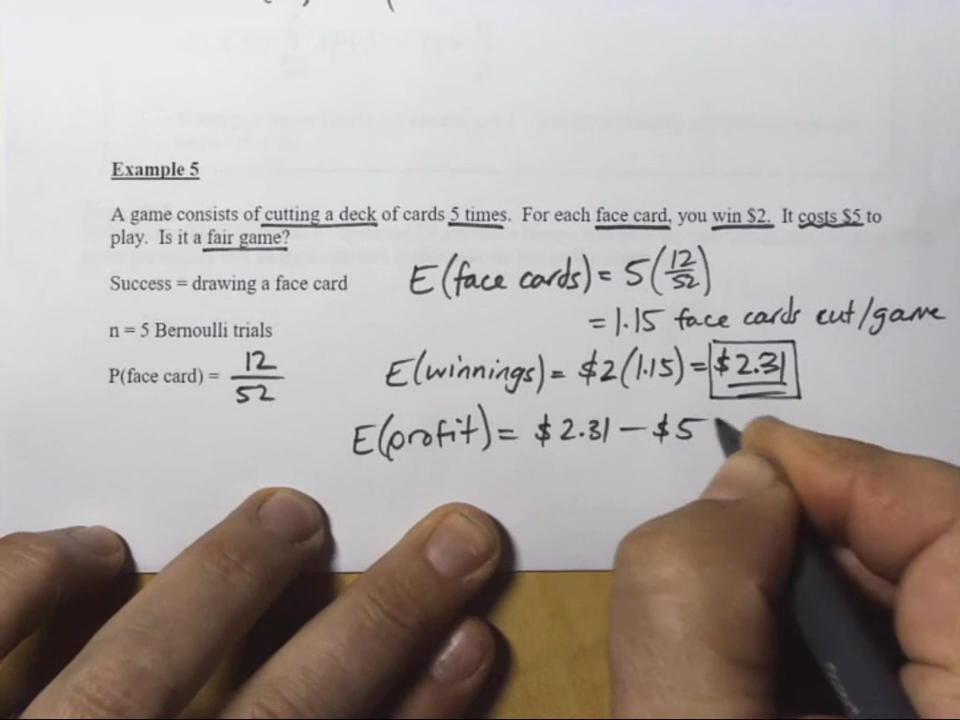 Example 5
A game consists of cutting a deck of cards 5 times. For each face card, you win $2. It costs $5 to
play. Is it a fair game?
Success = drawing a face card
E(face cards) = 5(12/52)
= 1.15 face cards cut/game
n = 5 Bernoulli trials
P(face card) = 12/52
E(winnings) = $2(1.15) = $2.31
E(profit) = $2.31 - $5